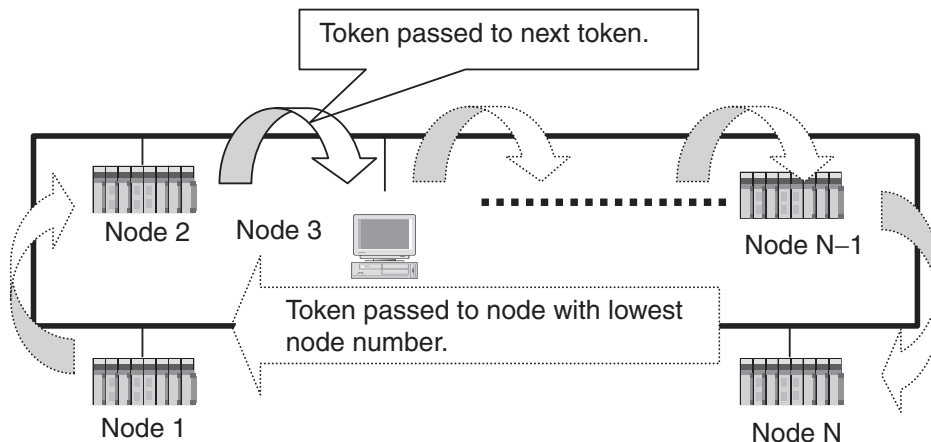 Token passed to next token.
Node 2
Node 3
Node N–1
Token passed to node with lowest
node number.
Node 1
Node N